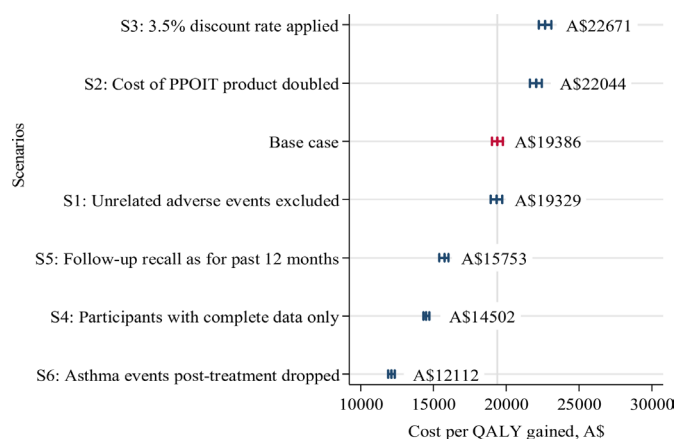 Scenarios
S3: 3.5% discount rate applied A$22671
S2: Cost of PPOIT product doubled A$22044
Base case A$19386
S1: Unrelated adverse events excluded A$19329
S5: Follow-up recall as for past 12 months A$15753
S4: Participants with complete data only A$14502
S6: Asthma events post-treatment dropped A$12112
10000 15000 20000 25000 30000
Cost per QALY gained, A$